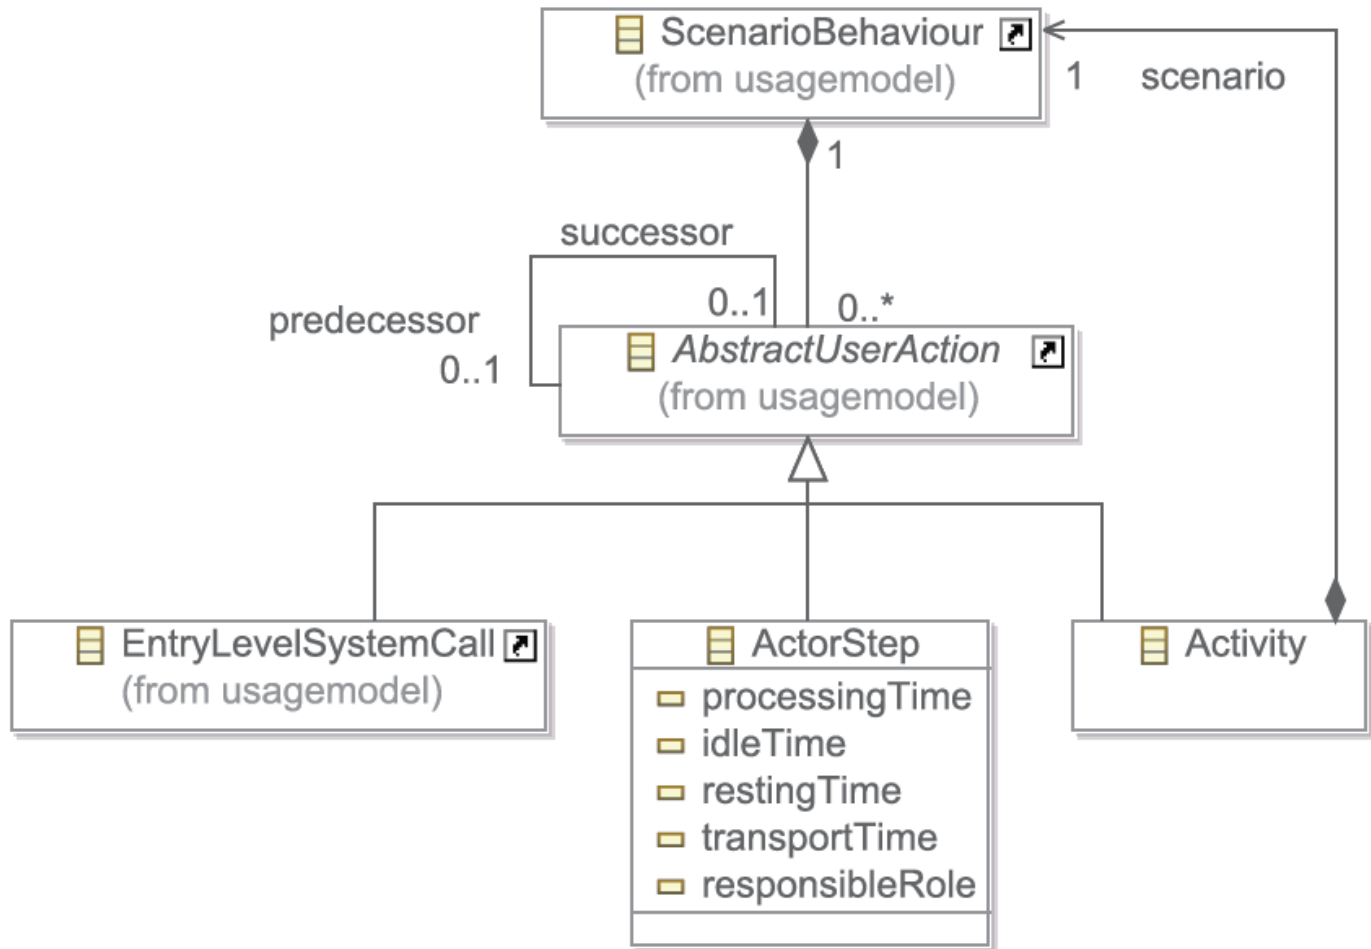 ScenarioBehaviour
(from usagemodel)
1
scenario
1
successor
0..1
0..*
predecessor
0..1
AbstractUserAction
(from usagemodel)
EntryLevelSystemCall
(from usagemodel)
ActorStep
processingTime
idleTime
restingTime
transportTime
responsibleRole
Activity